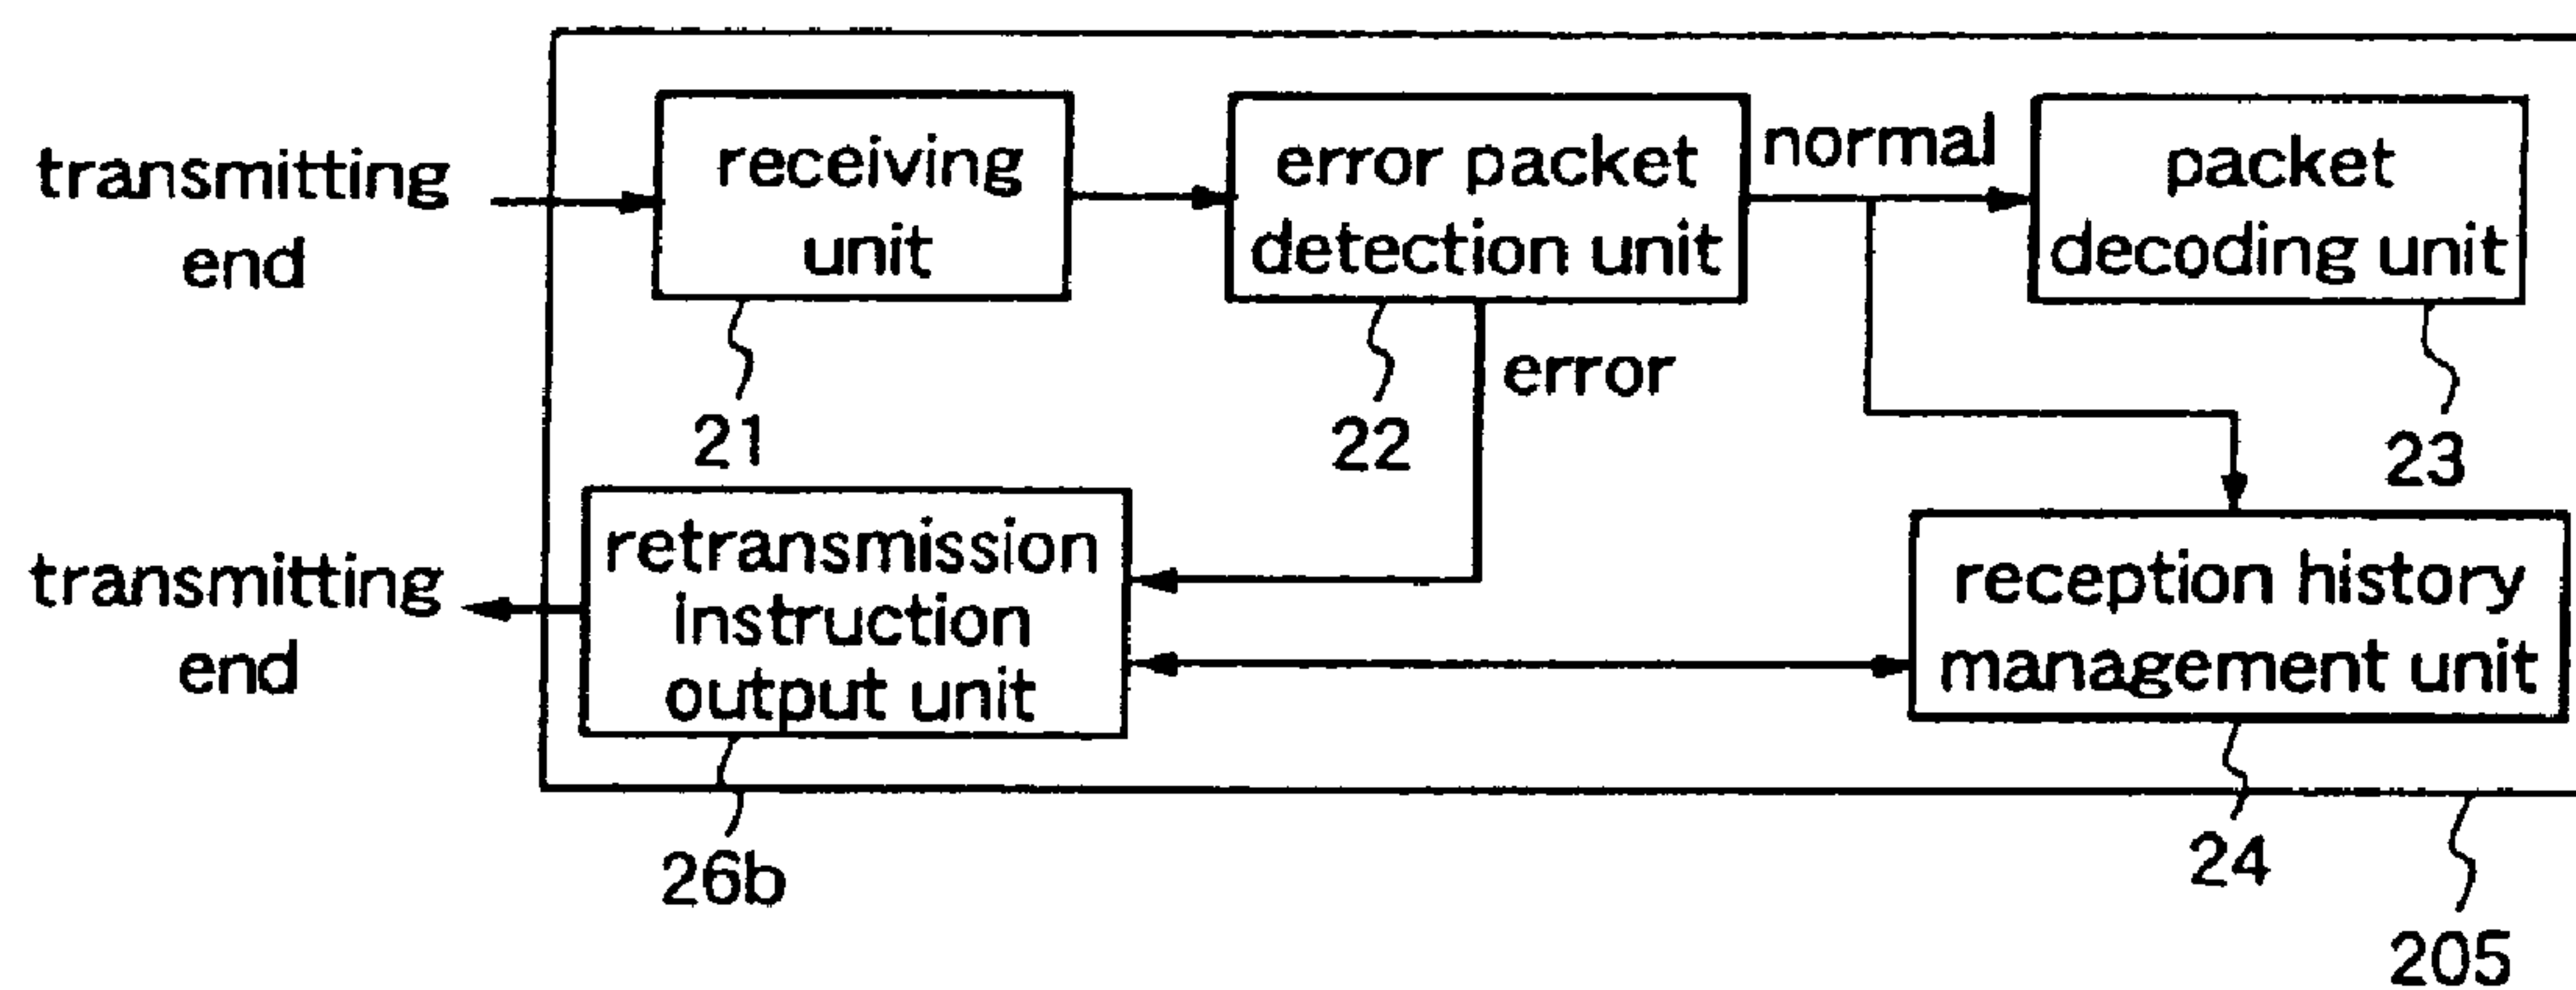 transmitting
end
receiving
unit
21
error packet
detection unit
22
normal
error
packet
decoding unit
23
transmitting
end
retransmission
instruction
output unit
26b
reception history
management unit
24
205